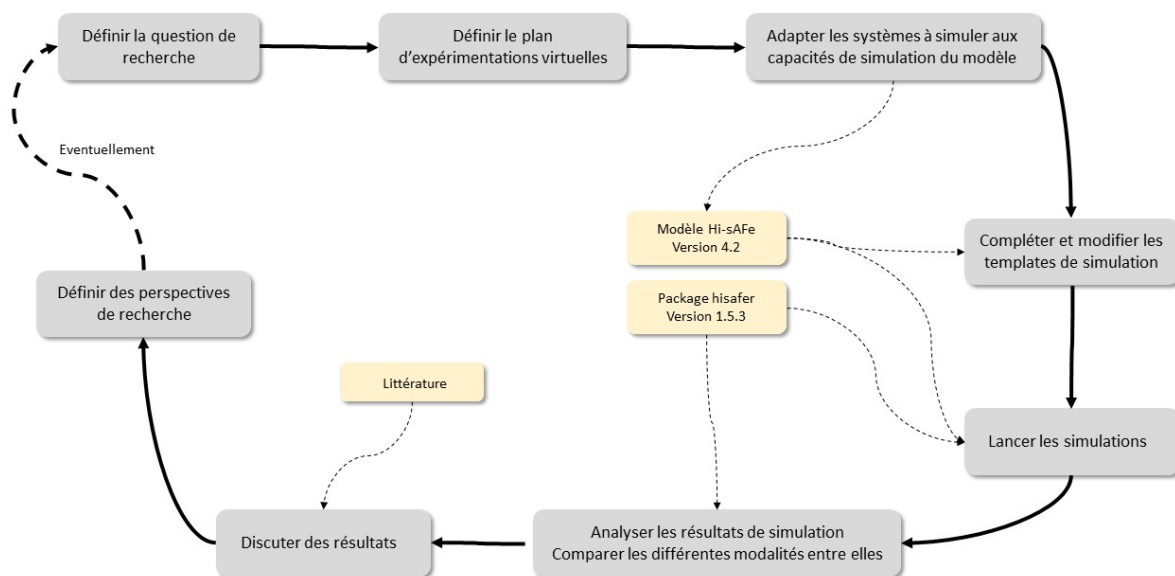 Définir la question de
recherche
Définir le plan
d’expérimentations virtuelles
Adapter les systèmes à simuler aux
capacités de simulation du modèle
Eventuellement
Modèle Hi-sAFe
Version 4.2
Compléter et modifier les
templates de simulation
Définir des perspectives
de recherche
Package hisafer
Version 1.5.3
Littérature
Lancer les simulations
Discuter des résultats
Analyser les résultats de simulation
Comparer les différentes modalités entre elles